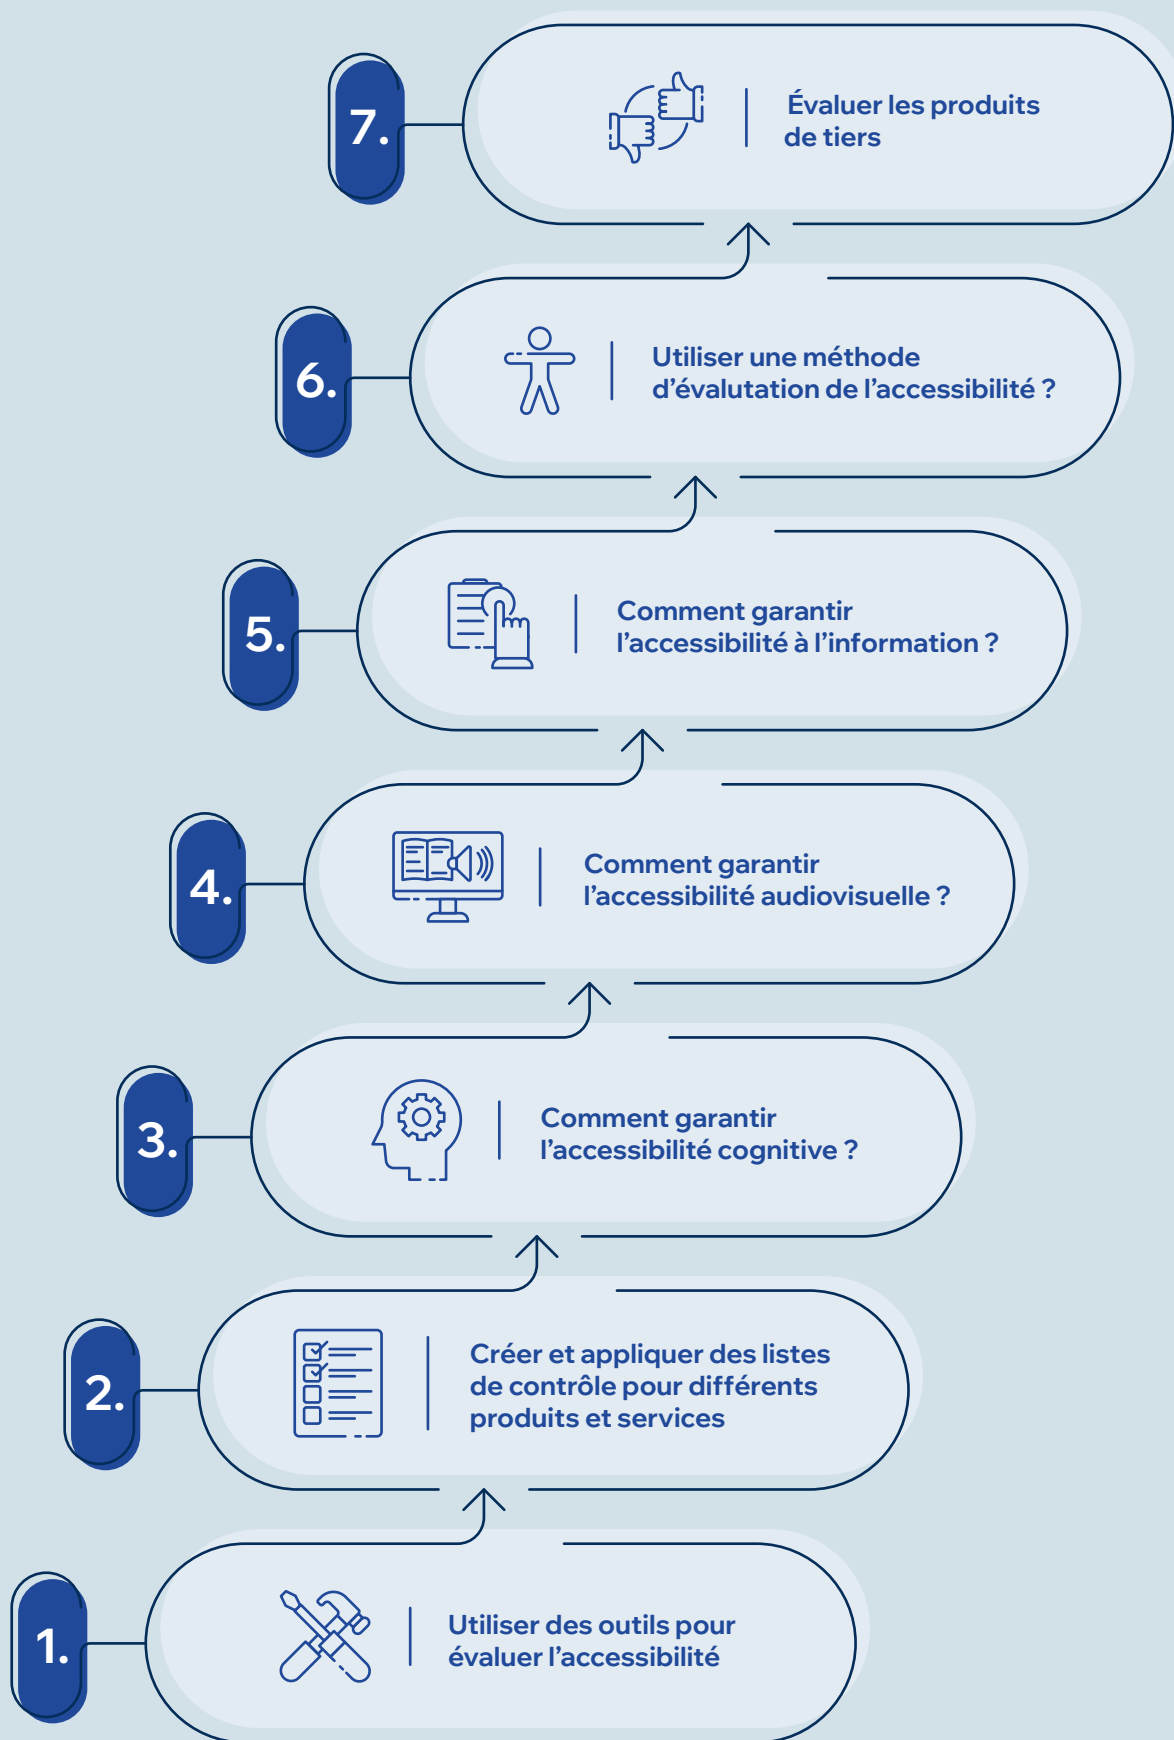 7.
Évaluer les produits
de tiers
6.
Utiliser une méthode
d'évalutation de l'accessibilité ?
5.
Comment garantir
l'accessibilité à l'information ?
4.
Comment garantir
l'accessibilité audiovisuelle ?
3.
Comment garantir
l'accessibilité cognitive ?
2.
Créer et appliquer des listes
de contrôle pour différents
produits et services
1.
Utiliser des outils pour
évaluer l'accessibilité